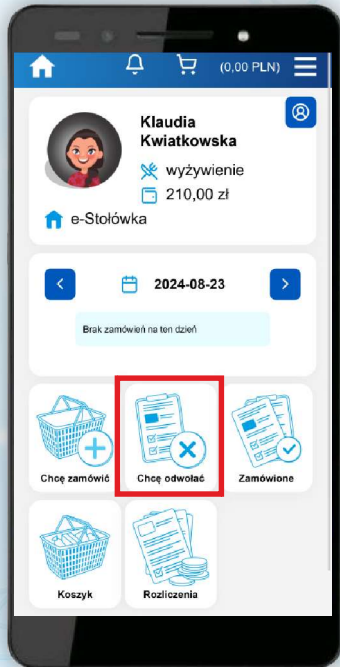 (0,00 PLN)
Klaudia
Kwiatkowska
wyżywienie
210,00 zł
e-Stołówka
2024-08-23
Brak zamówień na ten dzień
Chcę zamówić
Chcę odwołać
Zamówione
Koszyk
Rozliczenia